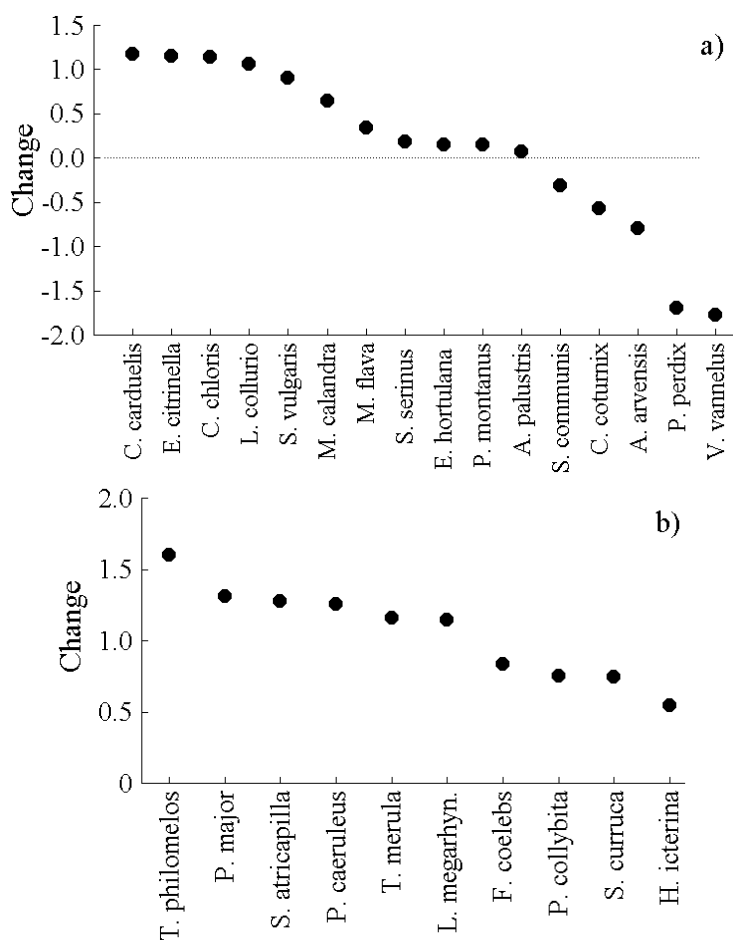 a)
Change
1.5
1.0
0.5
0.0
-0.5
-1.0
-1.5
-2.0
C. carduelis
E. citrinella
C. chloris
L. collurio
S. vulgaris
M. calandra
M. flava
S. serinus
E. hortulana
P. montanus
A. palustris
S. communis
C. coturnix
A. arvensis
P. perdix
V. vannelus
b)
Change
2.0
1.5
1.0
0.5
0
T. philomelos
P. major
S. atricapilla
P. caeruleus
T. merula
L. megarhyn.
F. coelebs
P. collybita
S. curruca
H. icterina